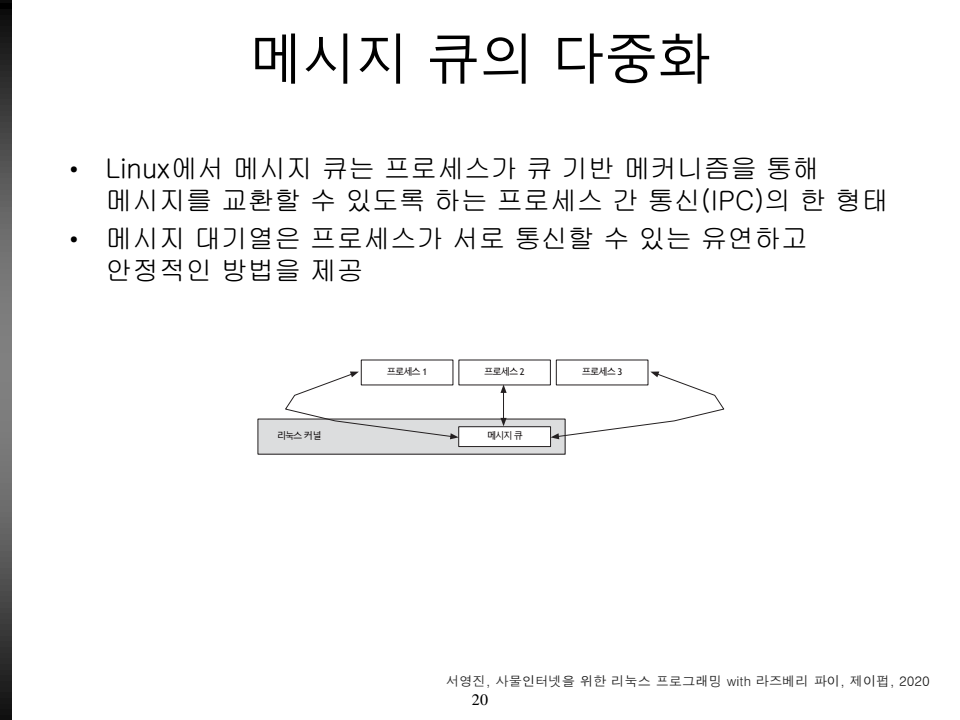 메시지 큐의 다중화
• Linux에서 메시지 큐는 프로세스가 큐 기반 메커니즘을 통해
메시지를 교환할 수 있도록 하는 프로세스 간 통신(IPC)의 한 형태
• 메시지 대기열은 프로세스가 서로 통신할 수 있는 유연하고
안정적인 방법을 제공
프로세스 1
프로세스 2
프로세스 3
리눅스 커널
메시지 큐
서영진, 사물인터넷을 위한 리눅스 프로그래밍 with 라즈베리 파이, 제이펍, 2020
20